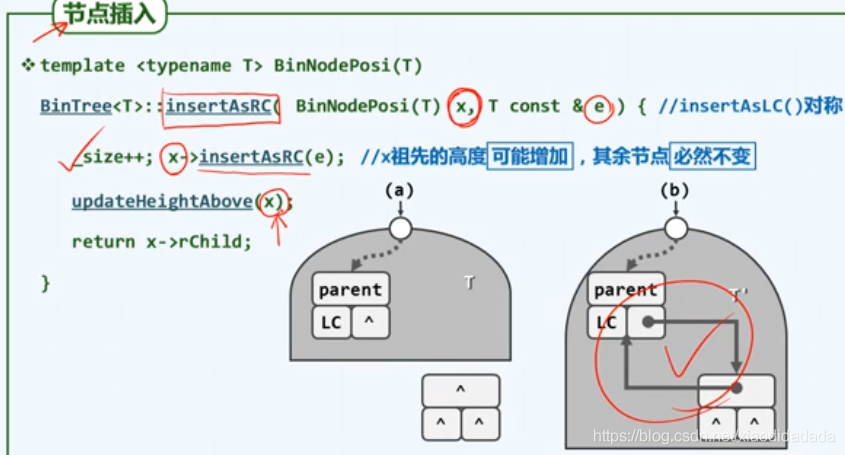 节点插入
❖ template <typename T> BinNodePosi(T)
BinTree<T>::insertAsRC( BinNodePosi(T) x, T const & e ) { //insertAsLC()对称
_size++; x->insertAsRC(e); //x祖先的高度可能增加，其余节点必然不变
updateHeightAbove(x);
return x->rChild;
}
(a)
(b)
parent
T
LC ^
parent
T'
LC
^
^ ^
^ ^
https://blog.csdn.net/xiaodidadada